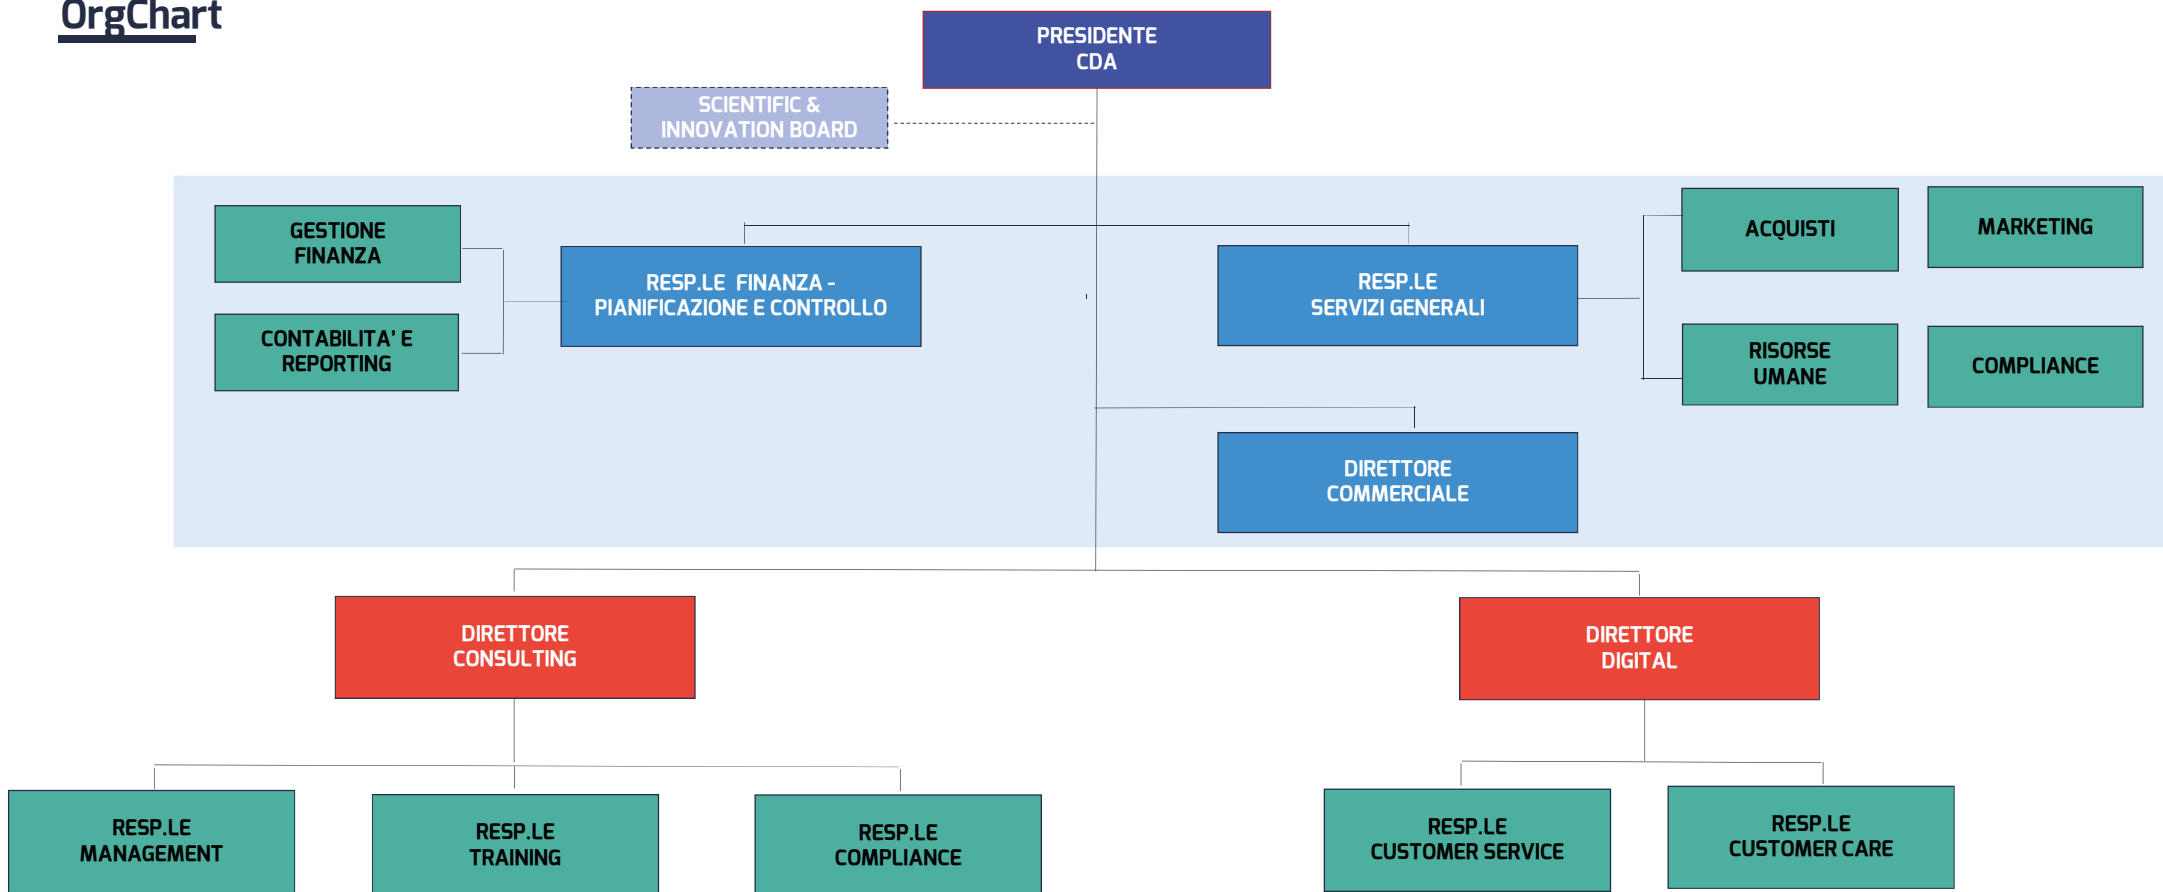 OrgChart
PRESIDENTE
CDA
SCIENTIFIC &
INNOVATION BOARD
GESTIONE
FINANZA
CONTABILITA' E
REPORTING
RESP.LE FINANZA -
PIANIFICAZIONE E CONTROLLO
RESP.LE
SERVIZI GENERALI
ACQUISTI
MARKETING
RISORSE
UMANE
COMPLIANCE
DIRETTORE
COMMERCIALE
DIRETTORE
CONSULTING
DIRETTORE
DIGITAL
RESP.LE
MANAGEMENT
RESP.LE
TRAINING
RESP.LE
COMPLIANCE
RESP.LE
CUSTOMER SERVICE
RESP.LE
CUSTOMER CARE